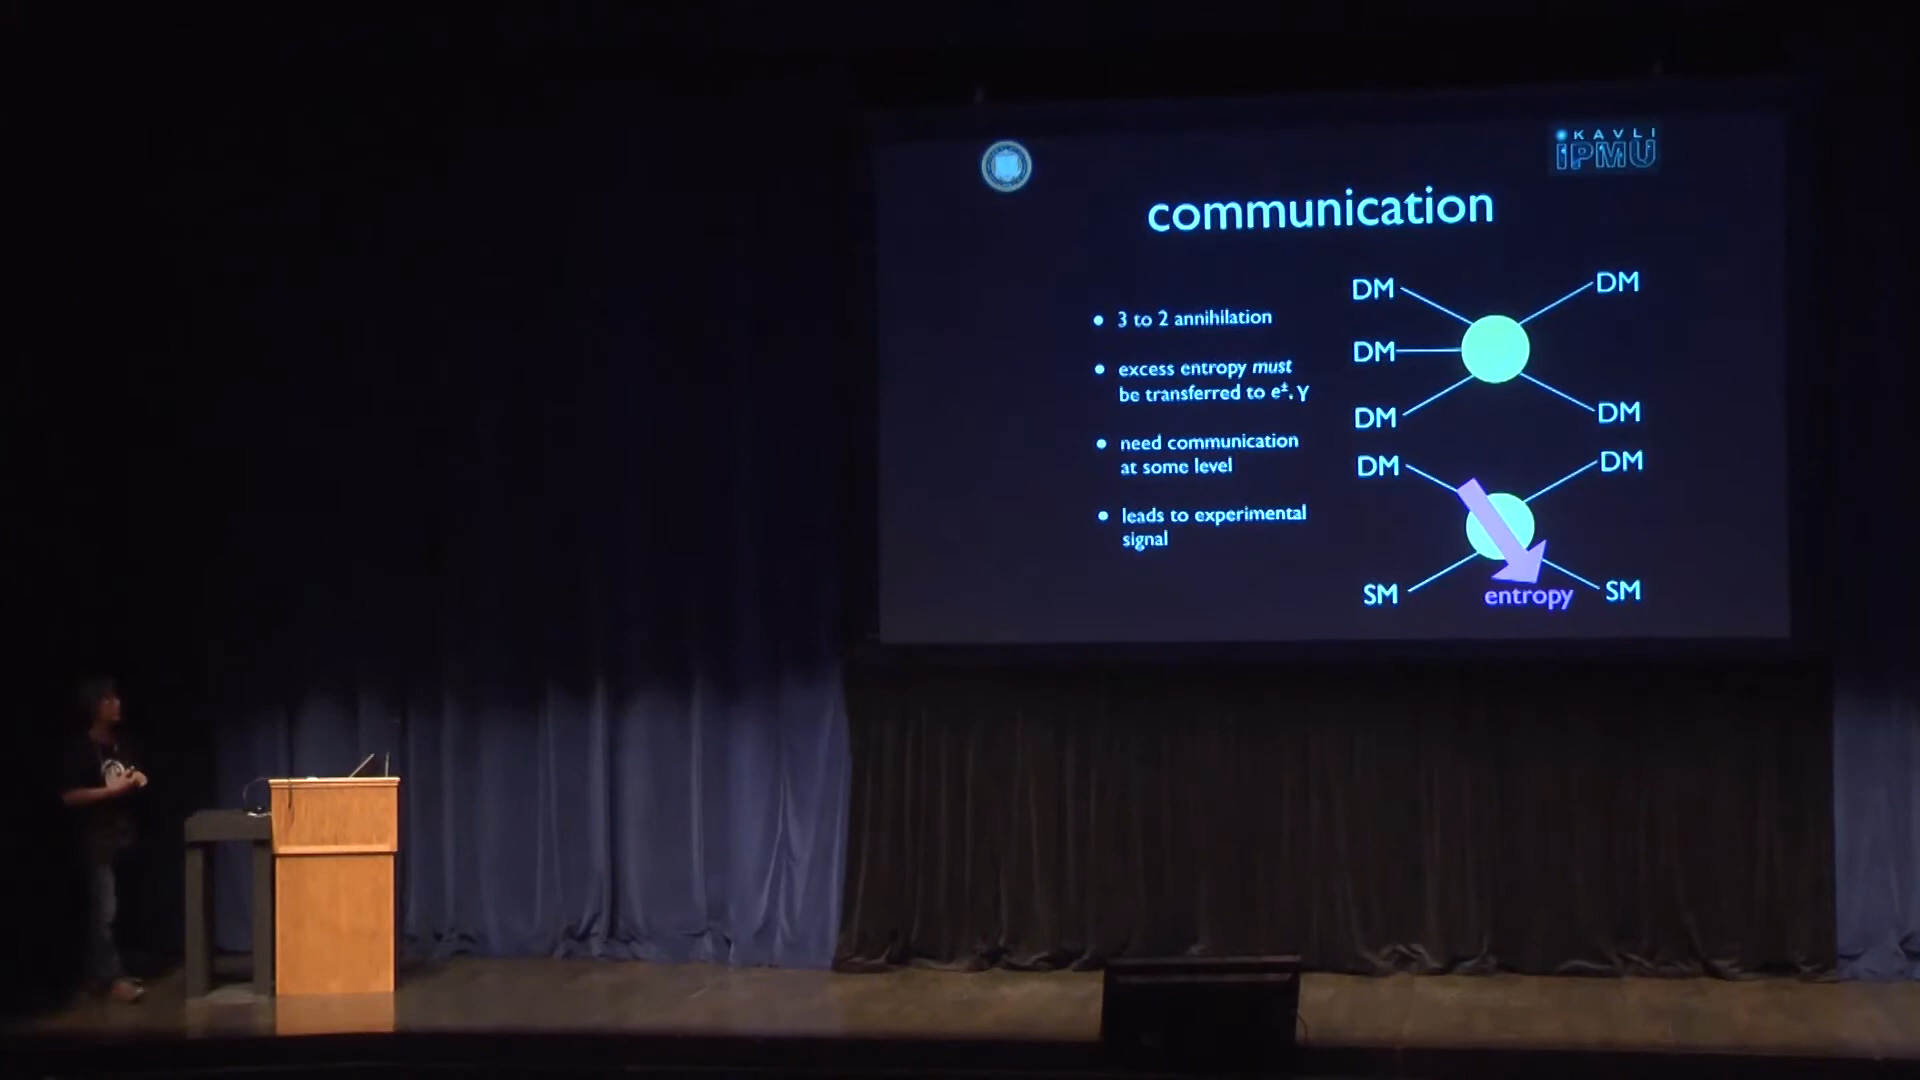 KAVLI
iPMU
communication
• 3 to 2 annihilation
• excess entropy must
be transferred to e±, γ
• need communication
at some level
• leads to experimental
signal
DM DM
DM
DM DM
DM DM
SM SM
entropy